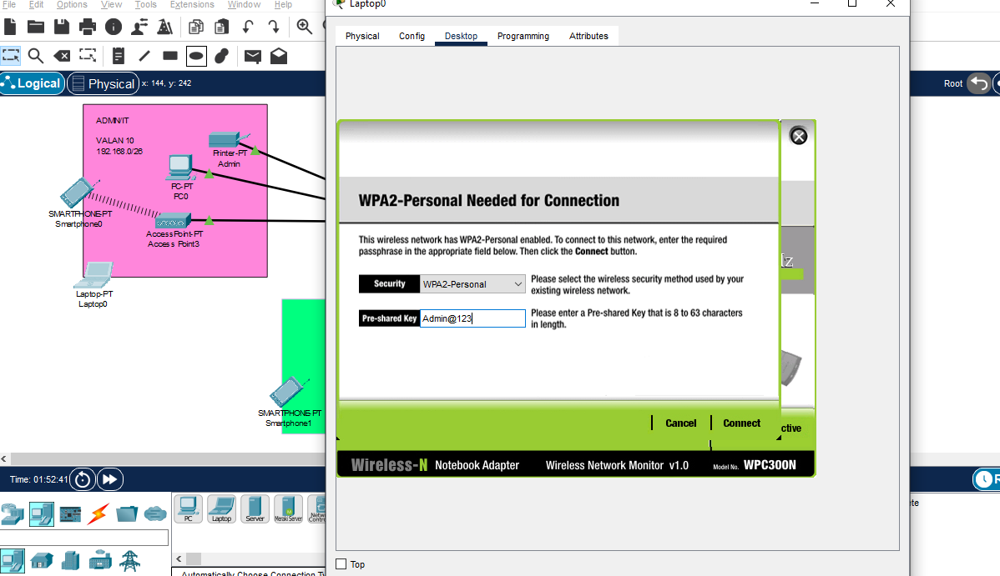 File Edit Options View Tools Extensions Window Help
Laptop0
Physical Config Desktop Programming Attributes
Logical Physical x: 144, y: 242
Root
ADMN/IT
VALAN 10
192.168.0/26
Printer-PT
Admin
PC-PT
PC0
SMARTPHONE-PT
Smartphone0
AccessPoint-PT
Access Point3
Laptop-PT
Laptop0
SMARTPHONE-PT
Smartphone1
WPA2-Personal Needed for Connection
This wireless network has WPA2-Personal enabled. To connect to this network, enter the required
passphrase in the appropriate field below. Then click the Connect button.
Security WPA2-Personal
Please select the wireless security method used by your
existing wireless network.
Pre-shared Key Admin@123
Please enter a Pre-shared Key that is 8 to 63 characters
in length.
Cancel Connect
ctive
Wireless-N Notebook Adapter Wireless Network Monitor v1.0 Model No. WPC300N
Time: 01:52:41
R
PC Laptop Server MerakiServer
Top
Automatically Choose Connection Ty